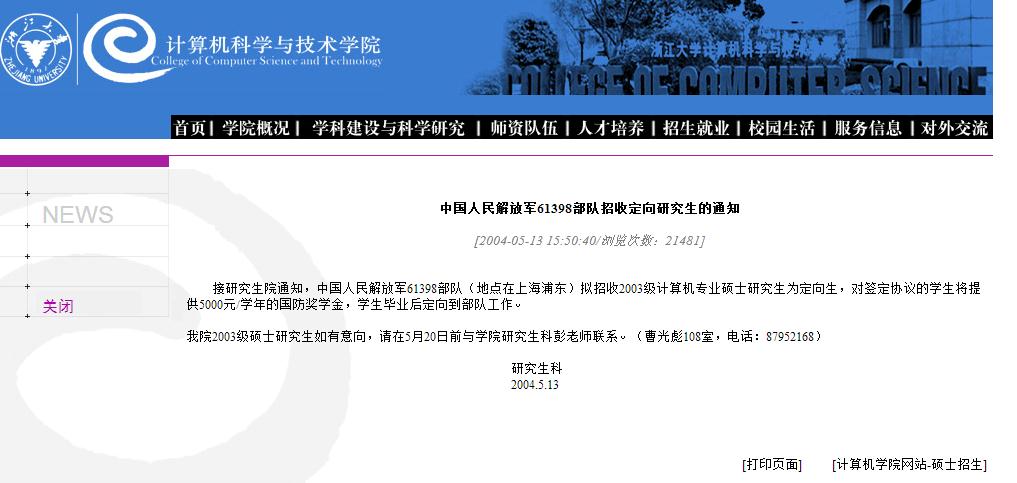 浙江大学
ZHEJIANG UNIVERSITY
1897
计算机科学与技术学院
College of Computer Science and Technology
浙江大学计算机科学与技术
COLLEGE OF COMPUTER SCIENCE
首页| 学院概况| 学科建设与科学研究 | 师资队伍| 人才培养| 招生就业| 校园生活| 服务信息| 对外交流
NEWS
关闭
中国人民解放军61398部队招收定向研究生的通知
[2004-05-13 15:50:40/浏览次数：21481]
接研究生院通知，中国人民解放军61398部队（地点在上海浦东）拟招收2003级计算机专业硕士研究生为定向生，对签定协议的学生将提
供5000元/学年的国防奖学金，学生毕业后定向到部队工作。
我院2003级硕士研究生如有意向，请在5月20日前与学院研究生科彭老师联系。（曹光彪108室，电话：87952168）
研究生科
2004.5.13
[打印页面]
[计算机学院网站-硕士招生]